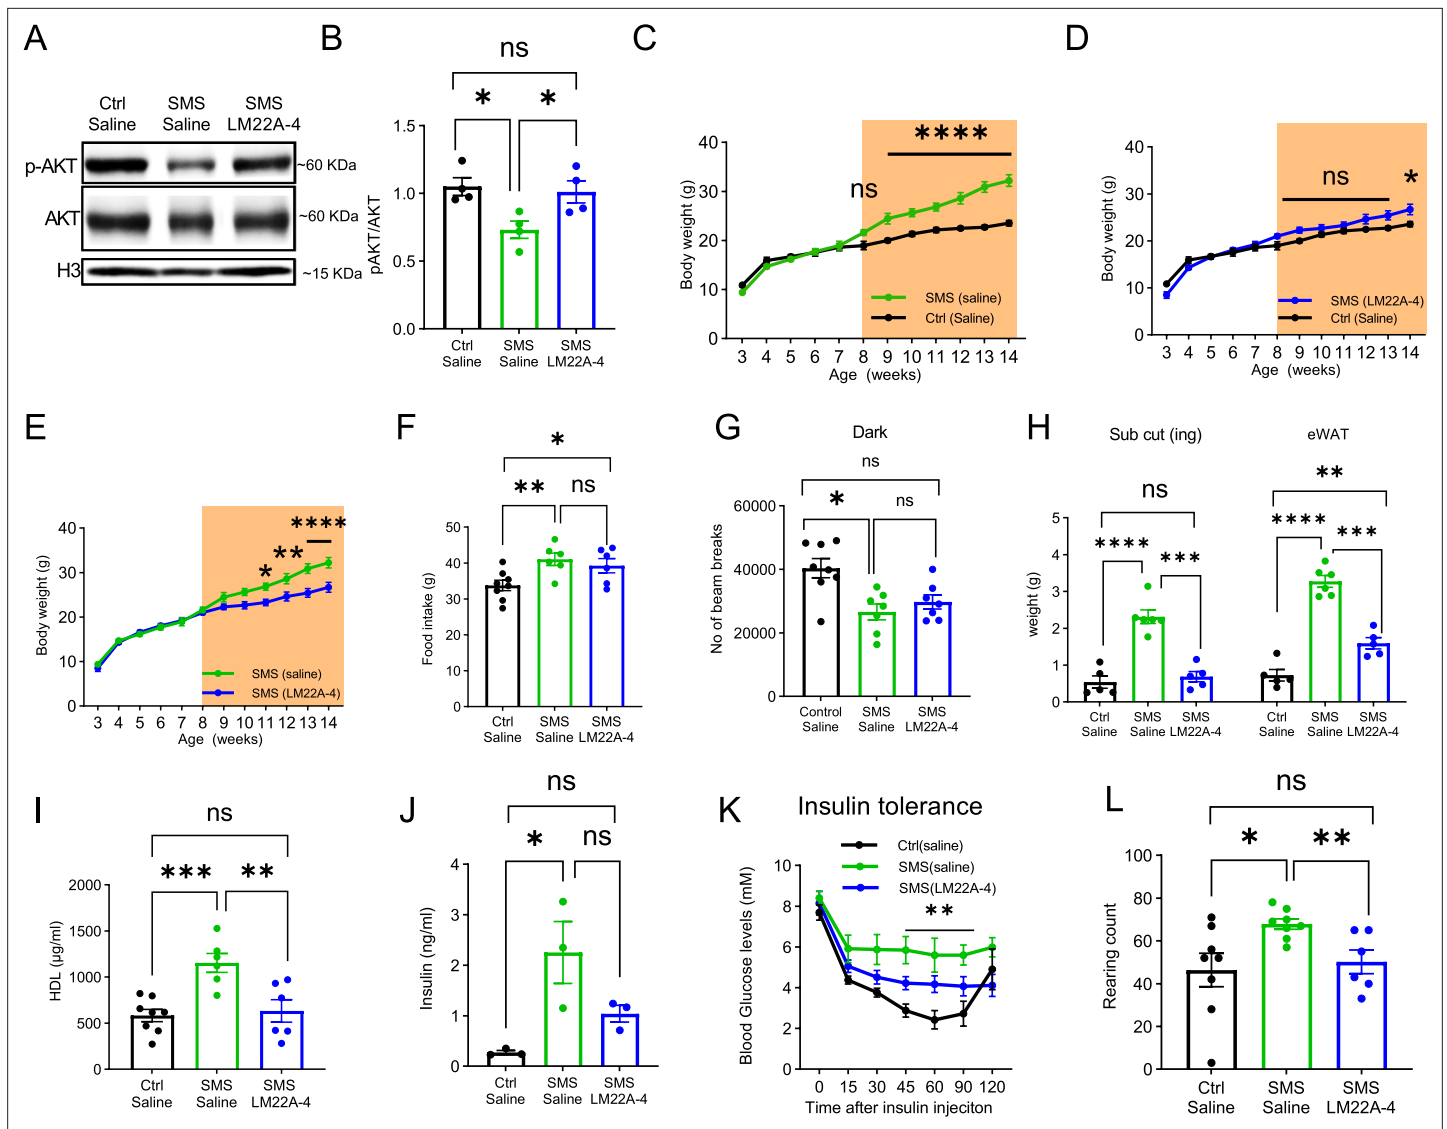 A
Ctrl
Saline
SMS
Saline
SMS
LM22A-4
p-AKT
~60 KDa
AKT
~60 KDa
H3
~15 KDa
B
ns
*
*
1.5
1.0
0.5
0.0
pAKT/AKT
Ctrl
Saline
SMS
Saline
SMS
LM22A-4
C
40
30
20
10
0
Body weight (g)
ns
****
SMS (saline)
Ctrl (Saline)
3 4 5 6 7 8 9 10 11 12 13 14
Age (weeks)
D
40
30
20
10
0
Body weight (g)
ns
*
SMS (LM22A-4)
Ctrl (Saline)
3 4 5 6 7 8 9 10 11 12 13 14
Age (weeks)
E
40
30
20
10
0
Body weight (g)
*
**
****
SMS (saline)
SMS (LM22A-4)
3 4 5 6 7 8 9 10 11 12 13 14
Age (weeks)
F
*
**
ns
50
40
30
20
10
0
Food intake (g)
Ctrl
Saline
SMS
Saline
SMS
LM22A-4
G
Dark
ns
*
ns
60000
40000
20000
0
No of beam breaks
Control
Saline
SMS
Saline
SMS
LM22A-4
H
Sub cut (ing)
eWAT
ns
****
***
**
****
***
5
4
3
2
1
0
weight (g)
Ctrl
Saline
SMS
Saline
SMS
LM22A-4
Ctrl
Saline
SMS
Saline
SMS
LM22A-4
I
ns
***
**
2000
1500
1000
500
0
HDL (µg/ml)
Ctrl
Saline
SMS
Saline
SMS
LM22A-4
J
ns
*
ns
4
3
2
1
0
Insulin (ng/ml)
Ctrl
Saline
SMS
Saline
SMS
LM22A-4
K
Insulin tolerance
Ctrl(saline)
SMS(saline)
SMS(LM22A-4)
**
10
8
6
4
2
0
Blood Glucose levels (mM)
0 15 30 45 60 90 120
Time after insulin injeciton
L
ns
*
**
100
80
60
40
20
0
Rearing count
Ctrl
Saline
SMS
Saline
SMS
LM22A-4